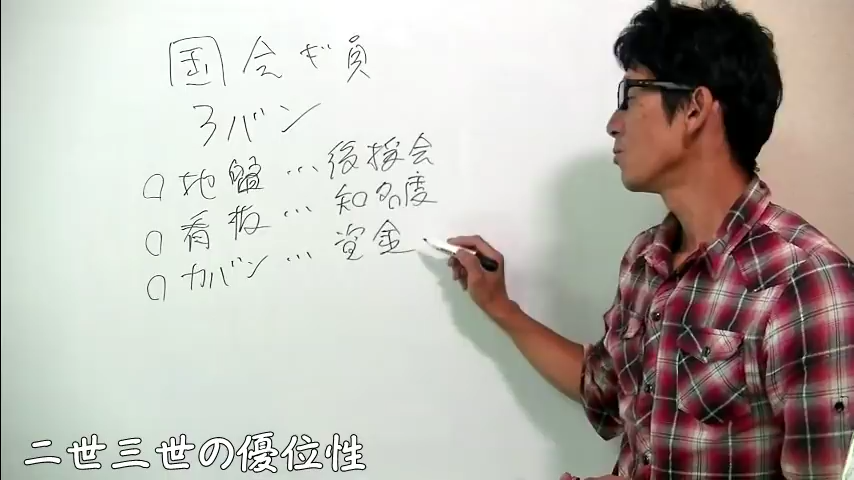 国会ギ員
3バン
○地盤…後援会
○看板…知名度
○カバン…資金
二世三世の優位性